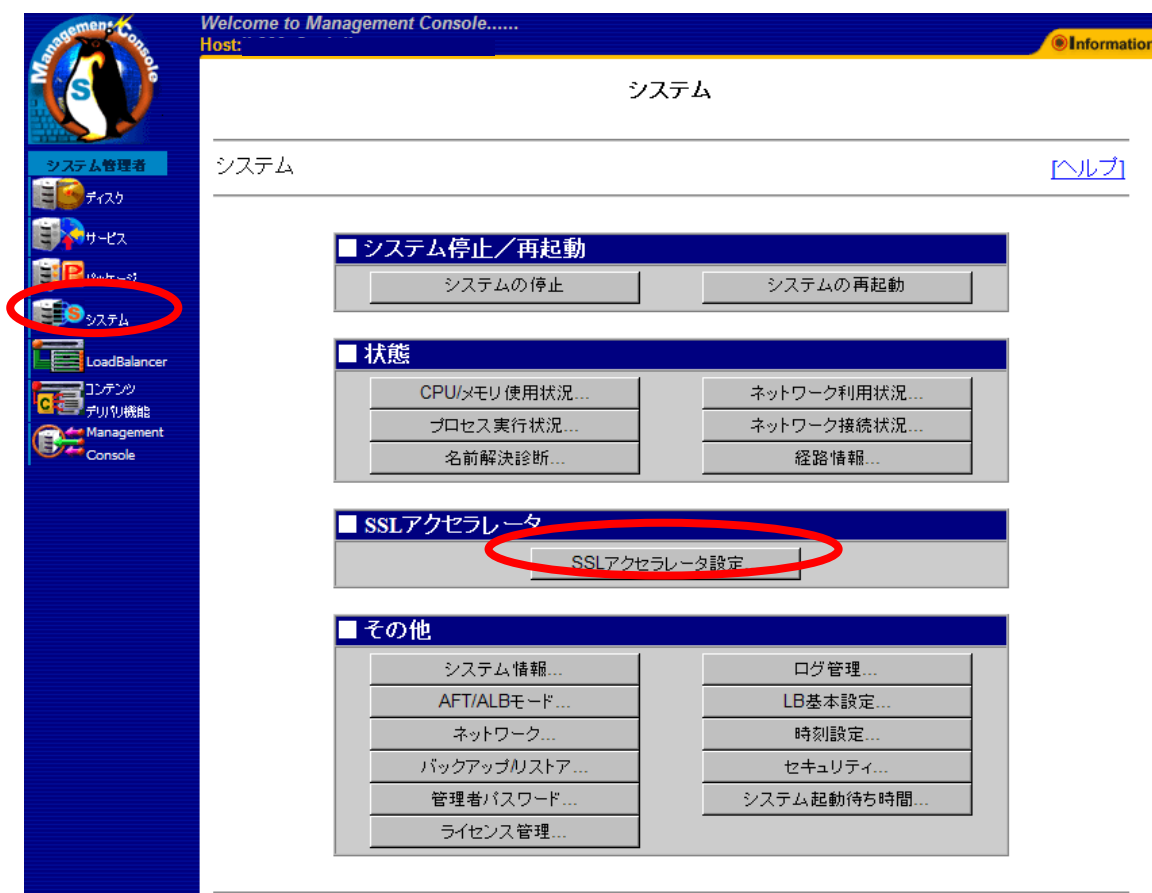 Management Console
S
Welcome to Management Console......
Host:
Information
システム
システム管理者
ディスク
サービス
パッケージ
システム
LoadBalancer
コンテンツ
デリバリ機能
Management
Console
システム
[ヘルプ]
■ システム停止／再起動
システムの停止
システムの再起動
■ 状態
CPU/メモリ使用状況...
ネットワーク利用状況...
プロセス実行状況...
ネットワーク接続状況...
名前解決診断...
経路情報...
■ SSLアクセラレータ
SSLアクセラレータ設定
■ その他
システム情報...
ログ管理...
AFT/ALBモード...
LB基本設定...
ネットワーク...
時刻設定...
バックアップ/リストア...
セキュリティ...
管理者パスワード...
システム起動待ち時間...
ライセンス管理...